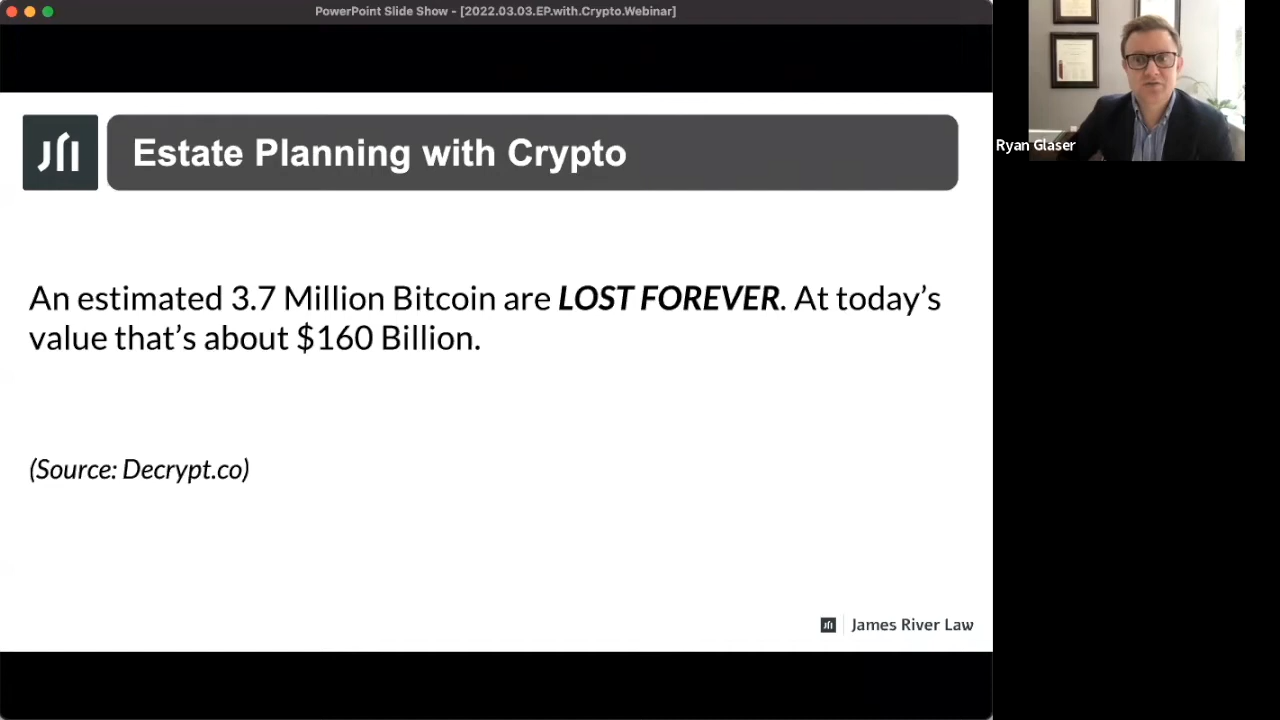 PowerPoint Slide Show - [2022.03.03.EP.with.Crypto.Webinar]
Estate Planning with Crypto
An estimated 3.7 Million Bitcoin are LOST FOREVER. At today’s
value that’s about $160 Billion.
(Source: Decrypt.co)
James River Law
Ryan Glaser